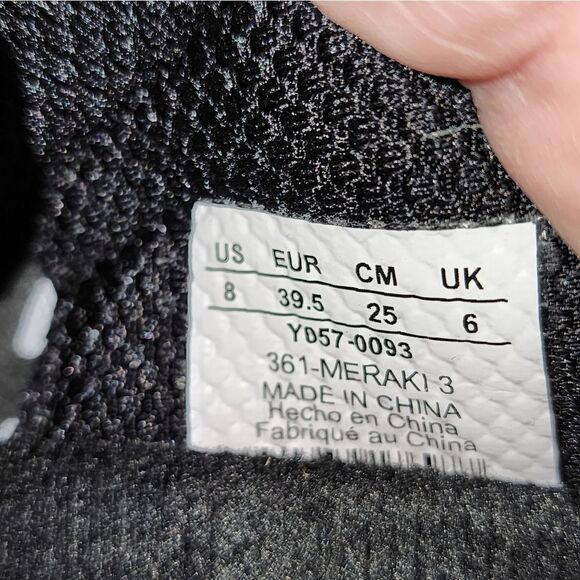 US EUR CM UK
8 39.5 25 6
YD57-0093
361-MERAKI 3
MADE IN CHINA
Hecho en China
Fabriqué au China